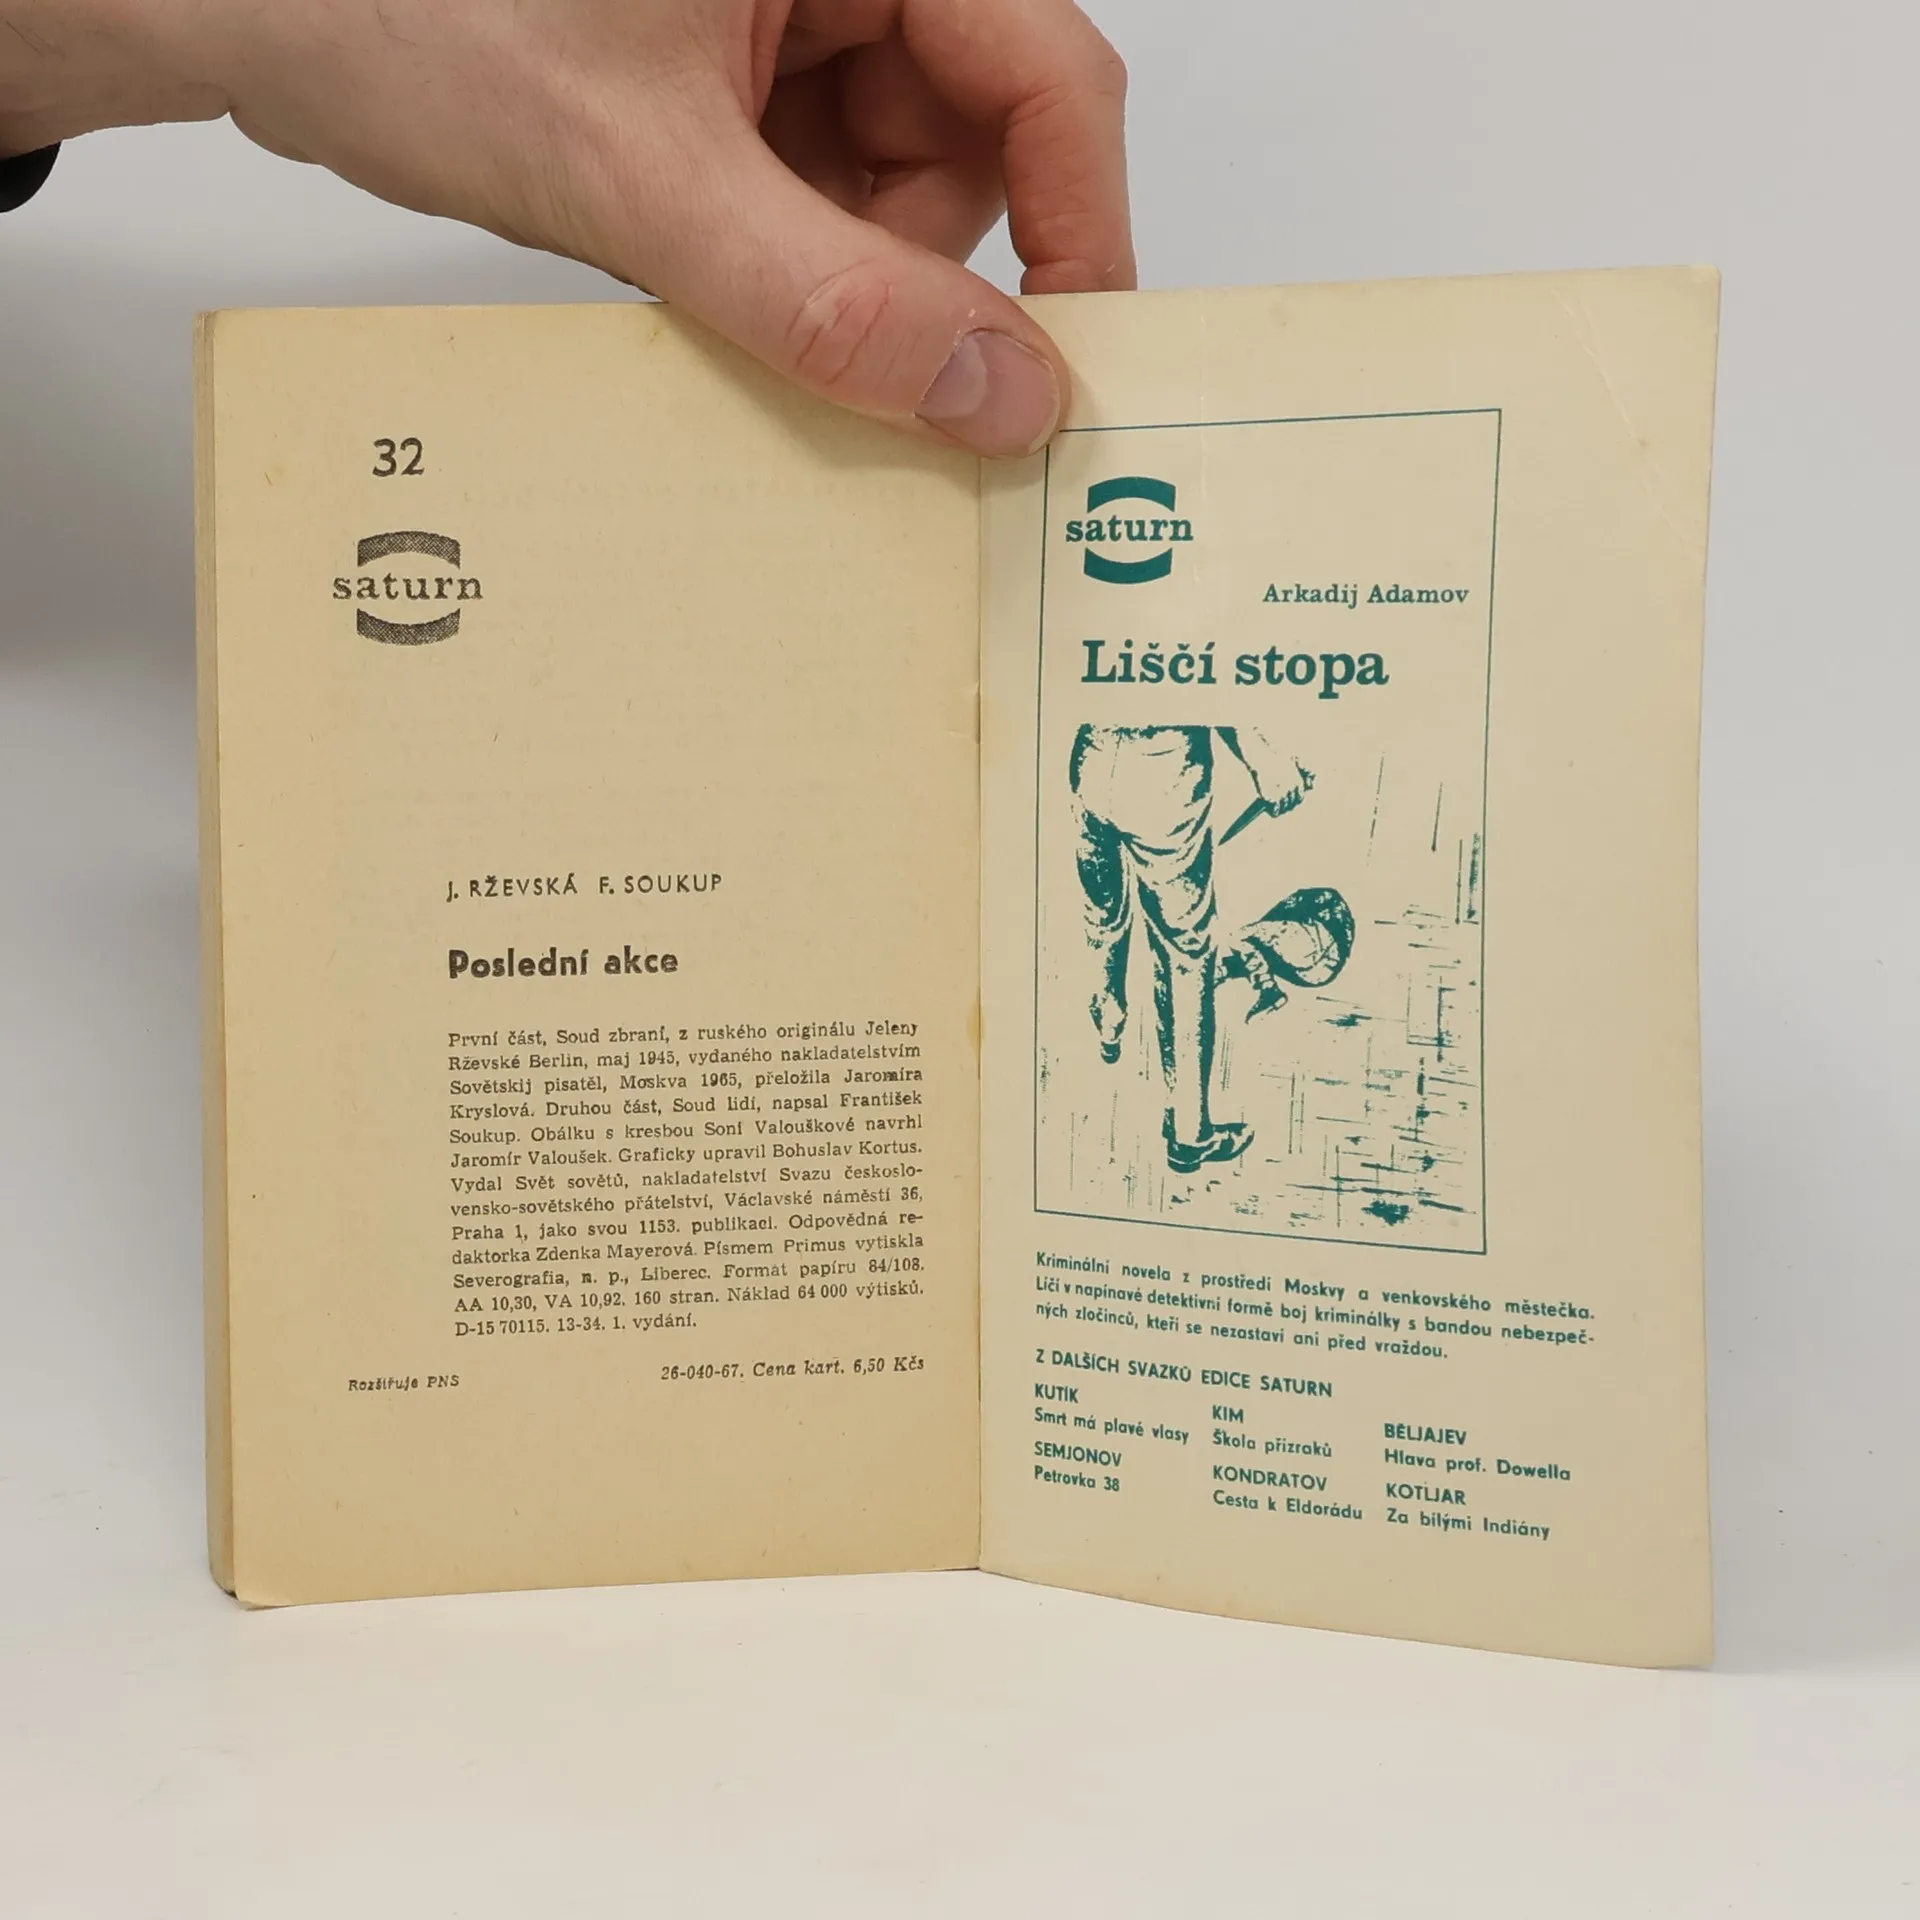 32
saturn
J. RŽEVSKÁ F. SOUKUP
Poslední akce
První část, Soud zbraní, z ruského originálu Jeleny
Rževské Berlin, maj 1945, vydaného nakladatelstvím
Sovětskij pisatěl, Moskva 1965, přeložila Jaromíra
Kryslová. Druhou část, Soud lidí, napsal František
Soukup. Obálku s kresbou Soni Valouškové navrhl
Jaromír Valoušek. Graficky upravil Bohuslav Kortus.
Vydal Svět sovětů, nakladatelství Svazu českoslo-
vensko-sovětského přátelství, Václavské náměstí 36,
Praha 1, jako svou 1153. publikaci. Odpovědná re-
daktorka Zdenka Mayerová. Písmem Primus vytiskla
Severografia, n. p., Liberec. Formát papíru 84/108.
AA 10,30, VA 10,92. 160 stran. Náklad 64 000 výtisků.
D-15 70115. 13-34. 1. vydání.
26-040-67. Cena kart. 6,50 Kčs
Rozšiřuje PNS
saturn
Arkadij Adamov
Liščí stopa
Kriminální novela z prostředí Moskvy a venkovského městečka.
Líčí v napínavé detektivní formě boj kriminálky s bandou nebezpeč-
ných zločinců, kteří se nezastaví ani před vraždou.
Z DALŠÍCH SVAZKŮ EDICE SATURN
KUTÍK
Smrt má plavé vlasy
SEMJONOV
Petrovka 38
KIM
Škola přízraků
KONDRATOV
Cesta k Eldorádu
BĚLJAJEV
Hlava prof. Dowella
KOTLJAR
Za bílými Indiány